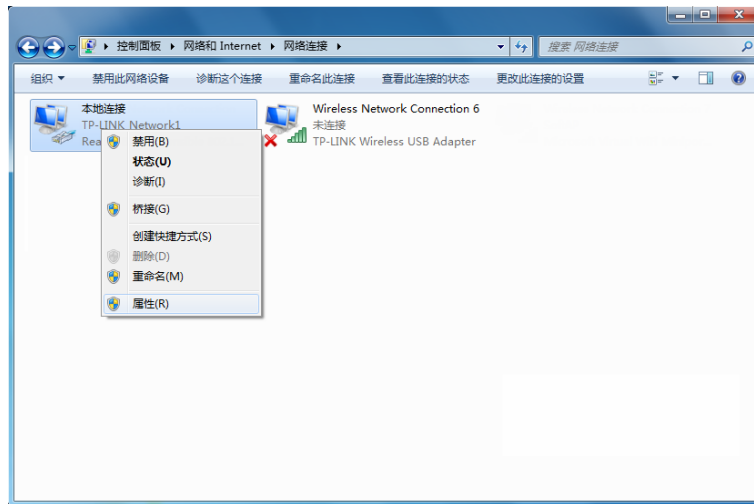 控制面板 ▸ 网络和 Internet ▸ 网络连接 ▸
搜索 网络连接
组织 禁用此网络设备 诊断这个连接 重命名此连接 查看此连接的状态 更改此连接的设置
本地连接
TP-LINK Network1
Rea
Wireless Network Connection 6
未连接
TP-LINK Wireless USB Adapter
禁用(B)
状态(U)
诊断(I)
桥接(G)
创建快捷方式(S)
删除(D)
重命名(M)
属性(R)